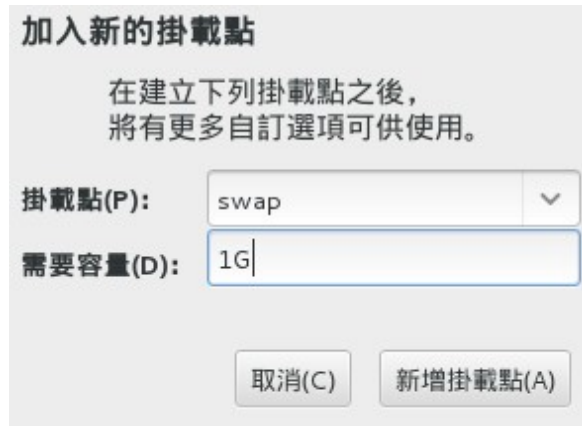 加入新的掛載點
在建立下列掛載點之後，
將有更多自訂選項可供使用。
掛載點(P)： swap
需要容量(D)： 1G
取消(C) 新增掛載點(A)